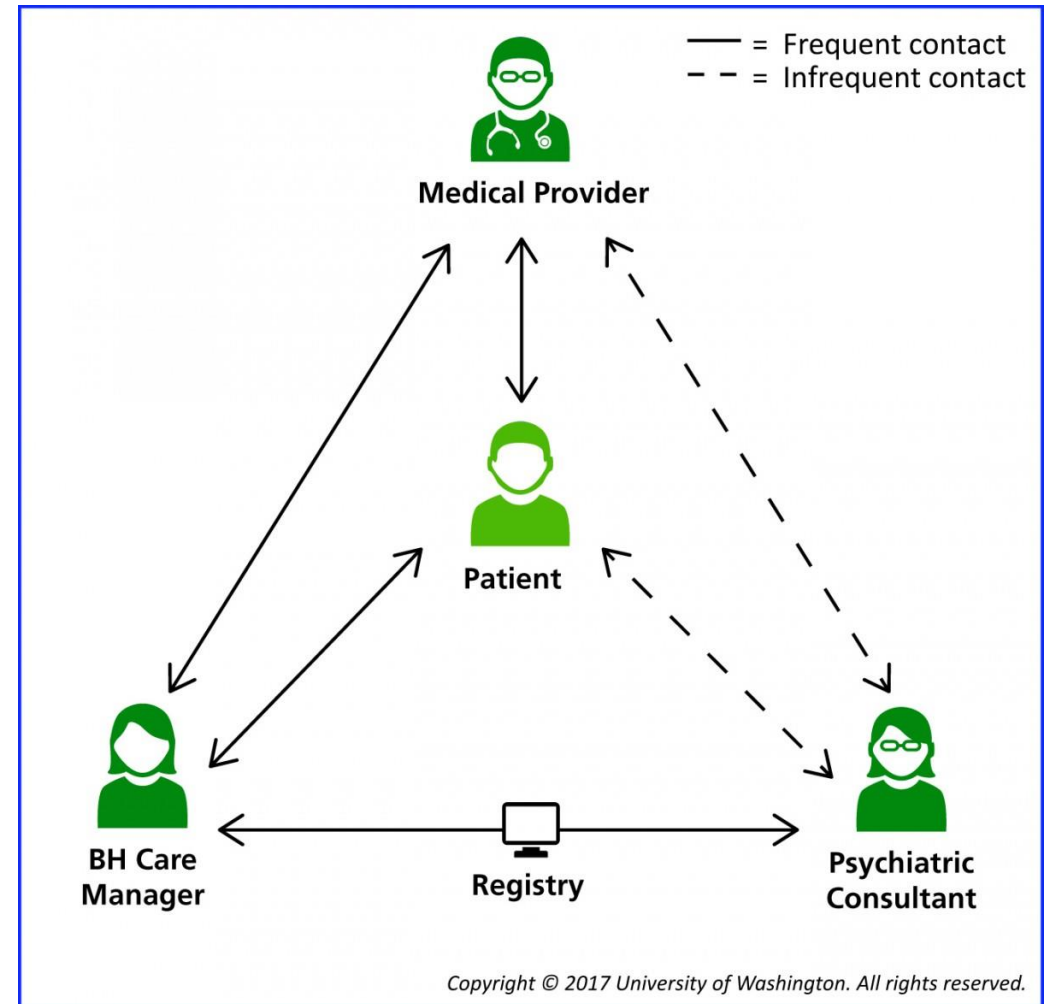 = Frequent contact
= Infrequent contact
Medical Provider
Patient
BH Care
Manager
Registry
Psychiatric
Consultant
Copyright © 2017 University of Washington. All rights reserved.